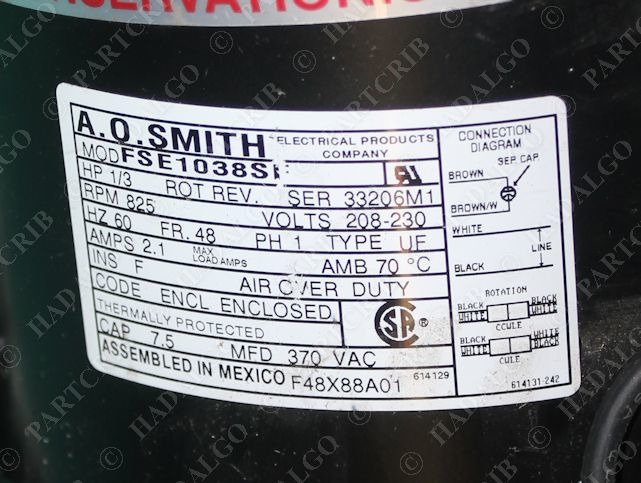 A.O.SMITH ELECTRICAL PRODUCTS COMPANY
MOD FSE1038S
HP 1/3 ROT REV. SER 33206M1
RPM 825 VOLTS 208-230
HZ 60 FR. 48 PH 1 TYPE UF
AMPS 2.1 MAX LOAD AMPS AMB 70 °C
INS F AIR OVER DUTY
CODE ENCL ENCLOSED
THERMALLY PROTECTED
CAP 7.5 MFD 370 VAC
ASSEMBLED IN MEXICO F48X88A01 614129
CSA ®
CONNECTION
DIAGRAM
SEP. CAP.
BROWN
BROWN/W
WHITE
LINE
BLACK
ROTATION
BLACK BLACK
WHITE WHITE
CCWLE
BLACK WHITE
WHITE BLACK
CWLE
614131-242
© PARTCRIB
© HADALGO